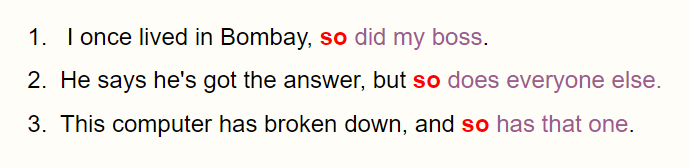 1. I once lived in Bombay, so did my boss.
2. He says he's got the answer, but so does everyone else.
3. This computer has broken down, and so has that one.